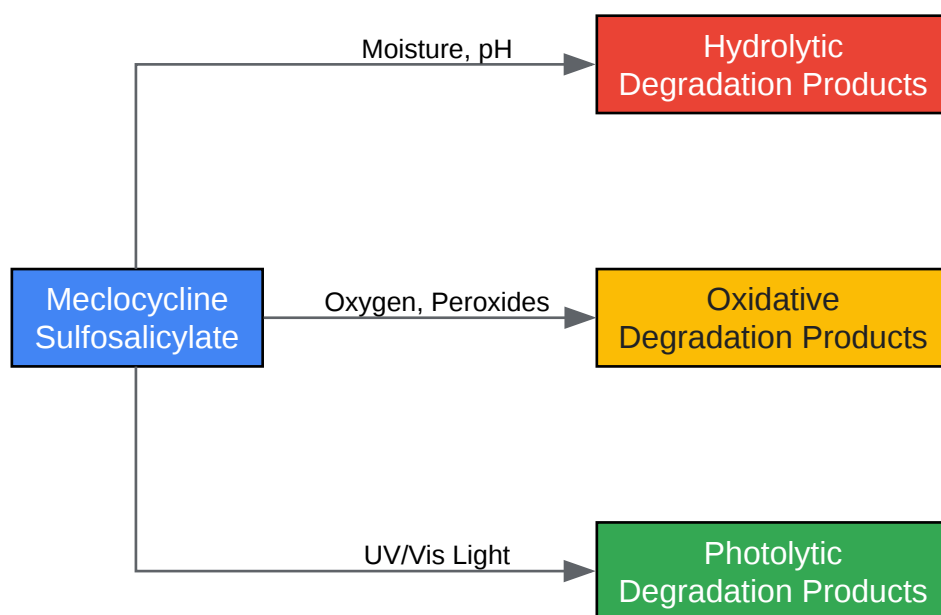 Moisture, pH
Hydrolytic
Degradation Products
Meclocycline
Sulfosalicylate
Oxygen, Peroxides
Oxidative
Degradation Products
UV/Vis Light
Photolytic
Degradation Products